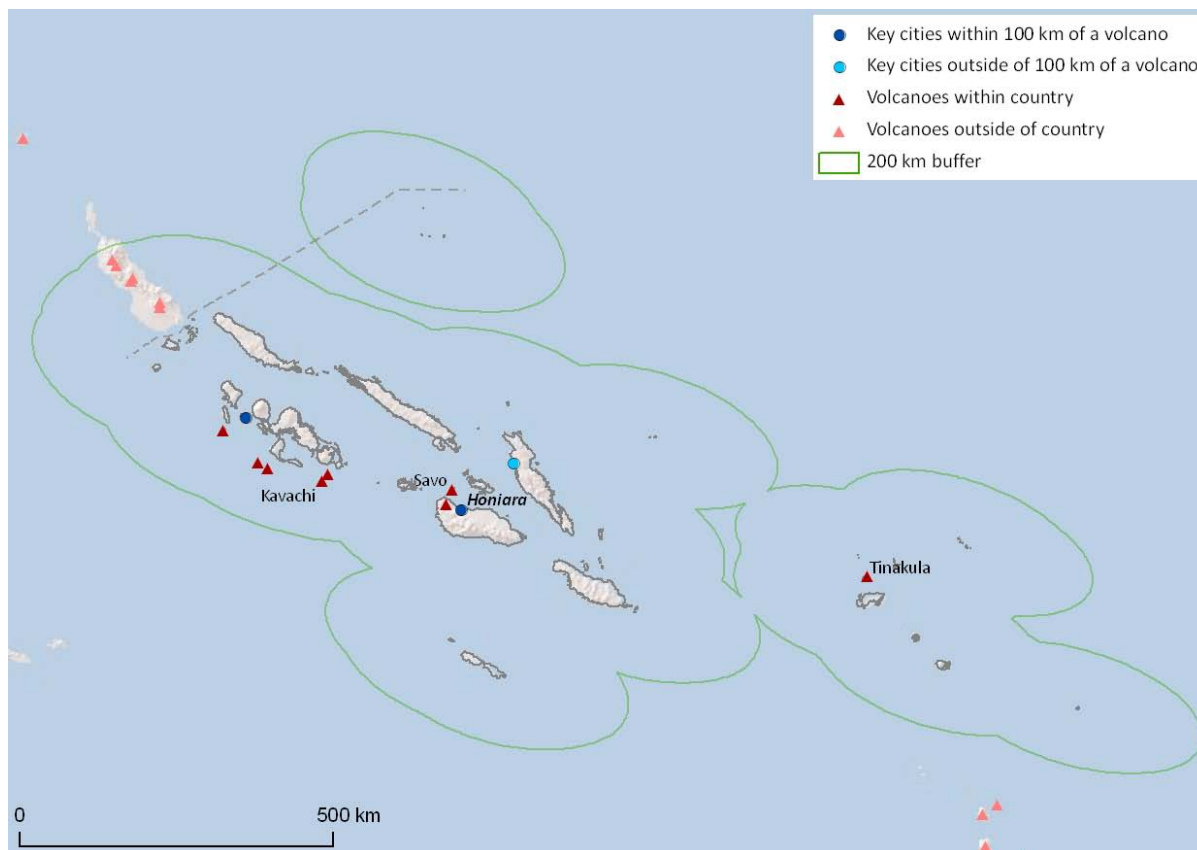 Key cities within 100 km of a volcano
Key cities outside of 100 km of a volcano
Volcanoes within country
Volcanoes outside of country
200 km buffer
Savo
Kavachi
Honiara
Tinakula
0
500 km